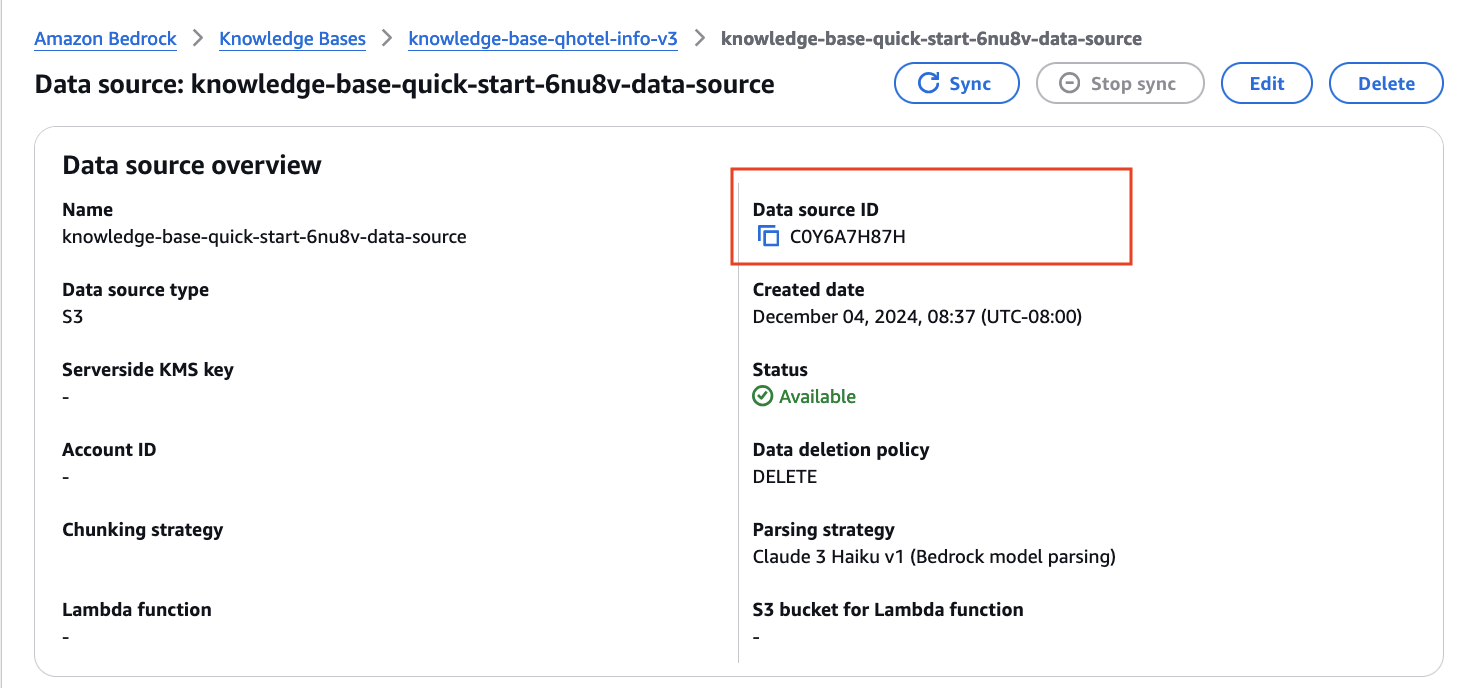 Amazon Bedrock > Knowledge Bases > knowledge-base-qhotel-info-v3 > knowledge-base-quick-start-6nu8v-data-source
Data source: knowledge-base-quick-start-6nu8v-data-source
Sync
Stop sync
Edit
Delete
Data source overview
Name
knowledge-base-quick-start-6nu8v-data-source
Data source ID
C0Y6A7H87H
Data source type
S3
Created date
December 04, 2024, 08:37 (UTC-08:00)
Serverside KMS key
-
Status
Available
Account ID
-
Data deletion policy
DELETE
Chunking strategy
Parsing strategy
Claude 3 Haiku v1 (Bedrock model parsing)
Lambda function
-
S3 bucket for Lambda function
-